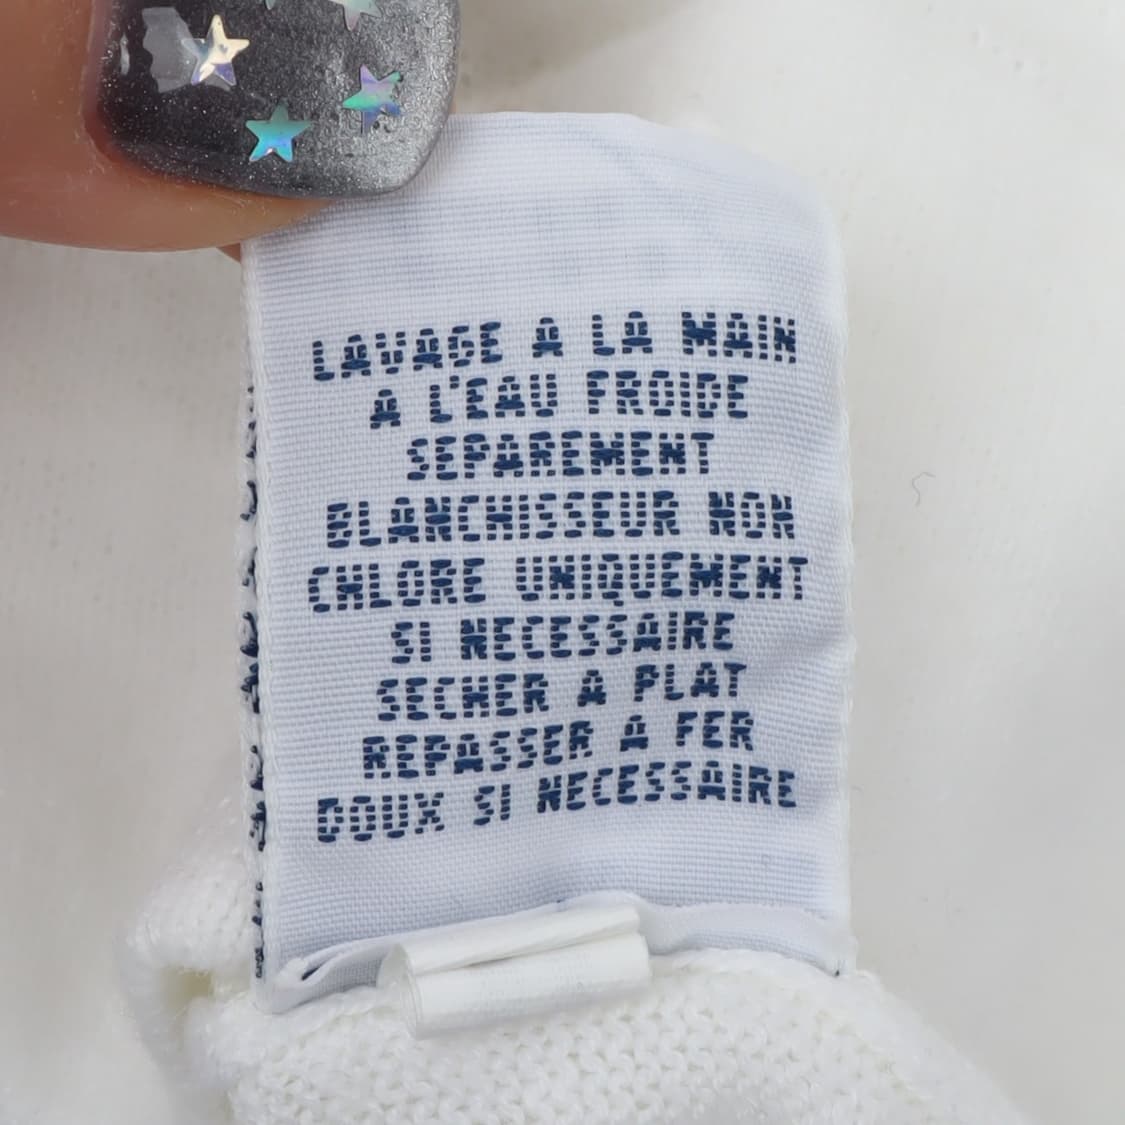 LAVAGE A LA MAIN
A L'EAU FROIDE
SEPAREMENT
BLANCHISSEUR NON
CHLORE UNIQUEMENT
SI NECESSAIRE
SECHER A PLAT
REPASSER A FER
DOUX SI NECESSAIRE